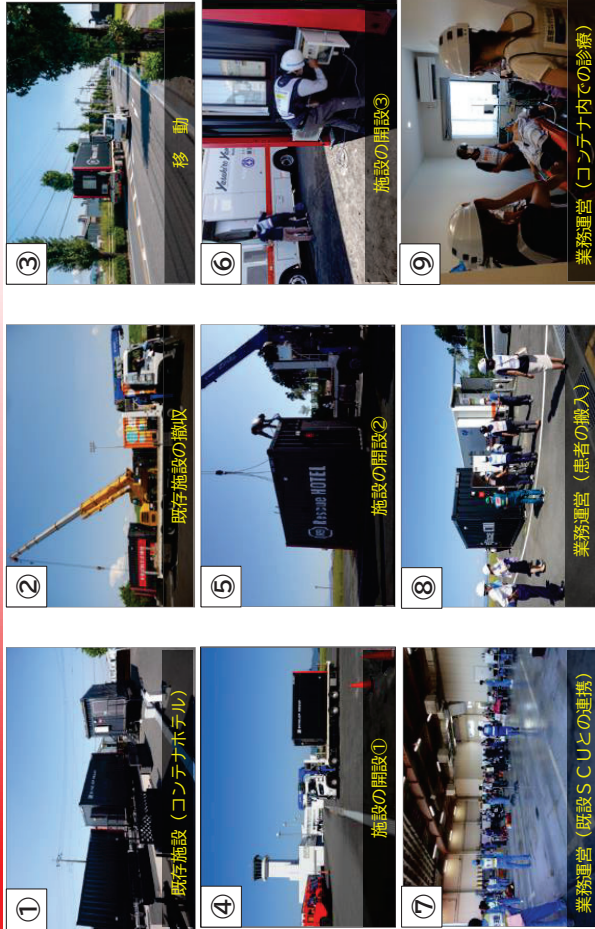 ①
既存施設（コンテナホテル）
②
既存施設の撤収
③
移動
④
施設の開設①
⑤
Rescue HOTEL
施設の開設②
⑥
施設の開設③
⑦
業務運営（既設ＳＣＵとの連携）
⑧
業務運営（患者の搬入）
⑨
業務運営（コンテナ内での診療）